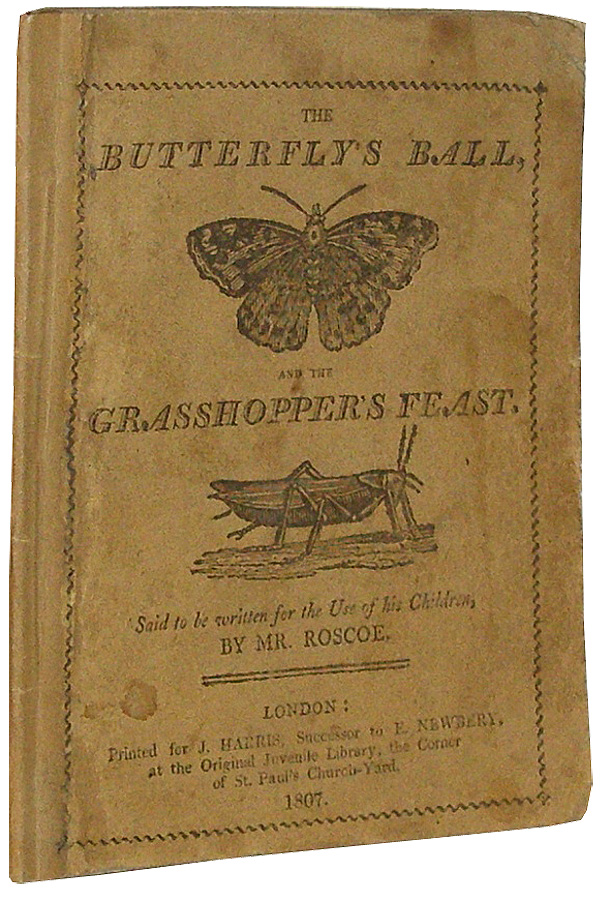 THE
BUTTERFLY'S BALL,
AND THE
GRASSHOPPER'S FEAST.
Said to be written for the Use of his Children,
BY MR. ROSCOE.
LONDON:
Printed for J. HARRIS, Successor to E. NEWBERY,
at the Original Juvenile Library, the Corner
of St. Paul's Church-Yard.
1807.